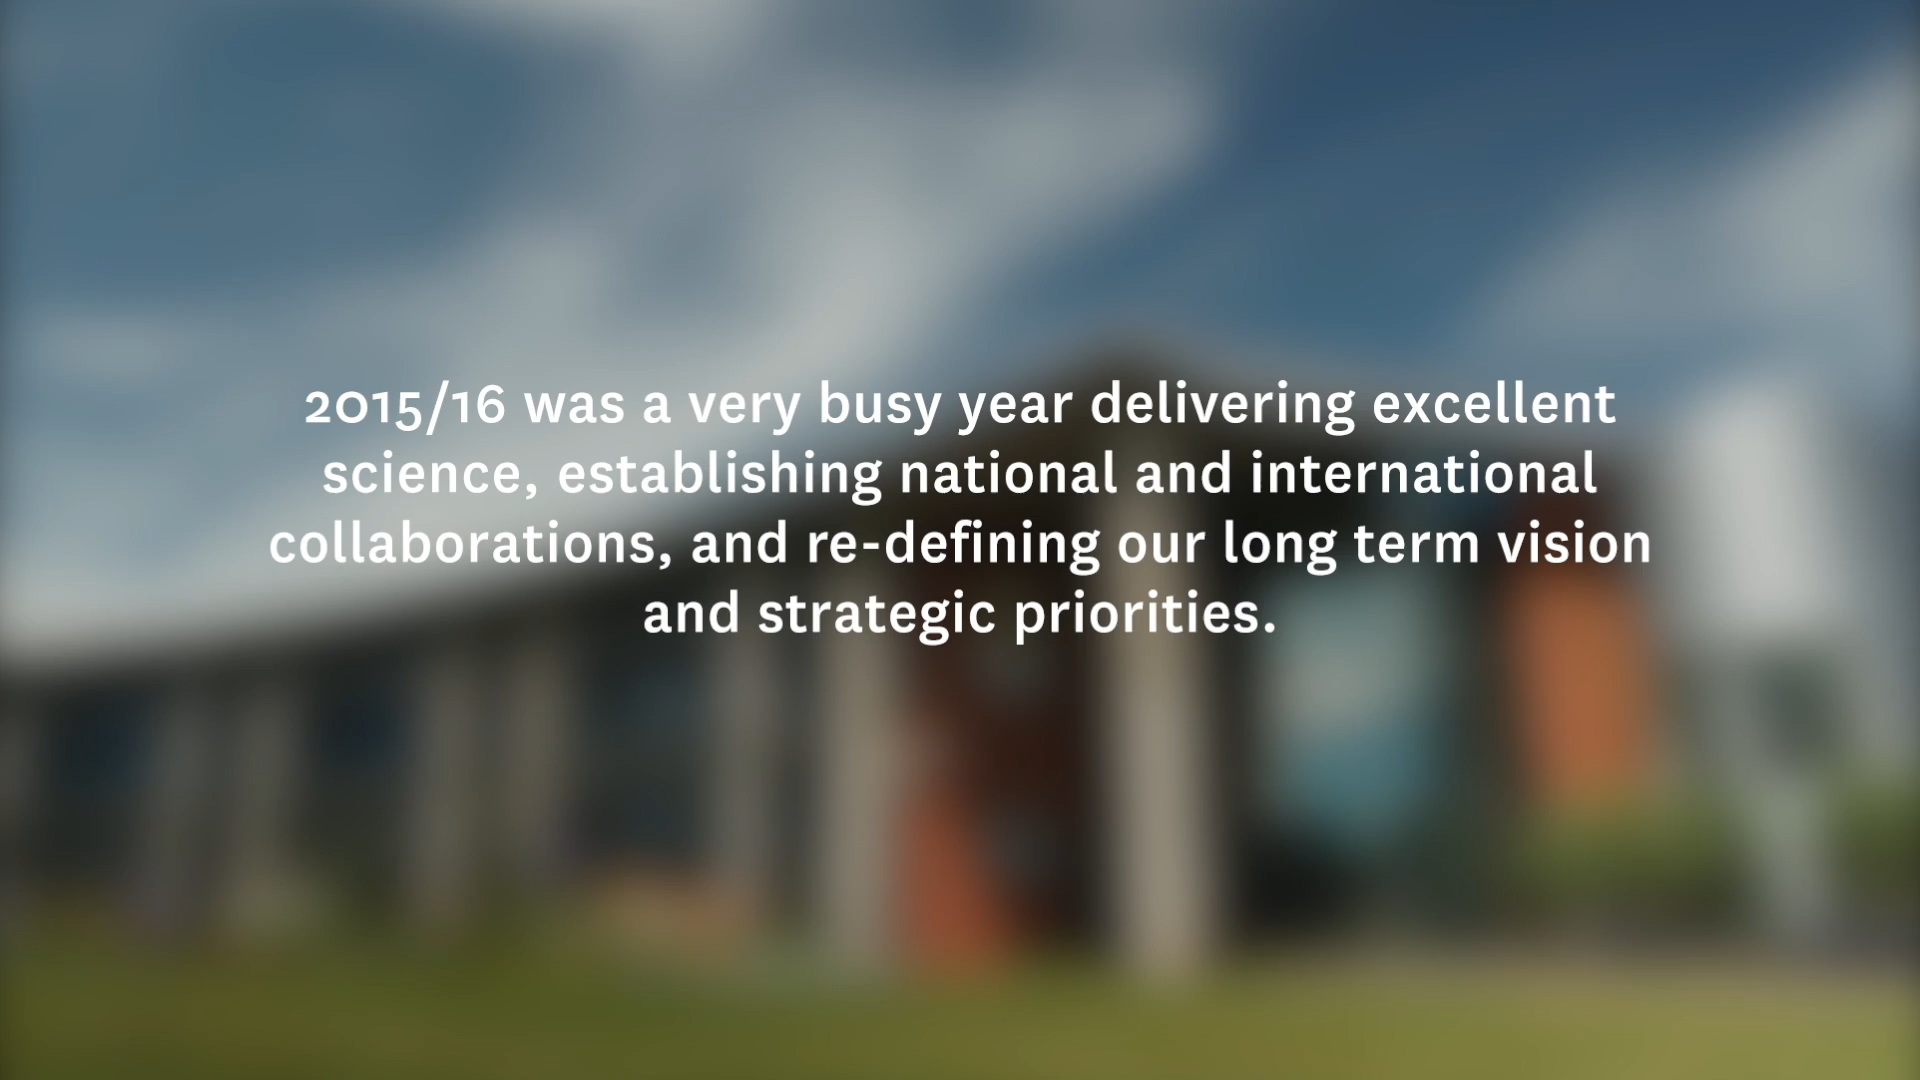 2015/16 was a very busy year delivering excellent
science, establishing national and international
collaborations, and re-defining our long term vision
and strategic priorities.